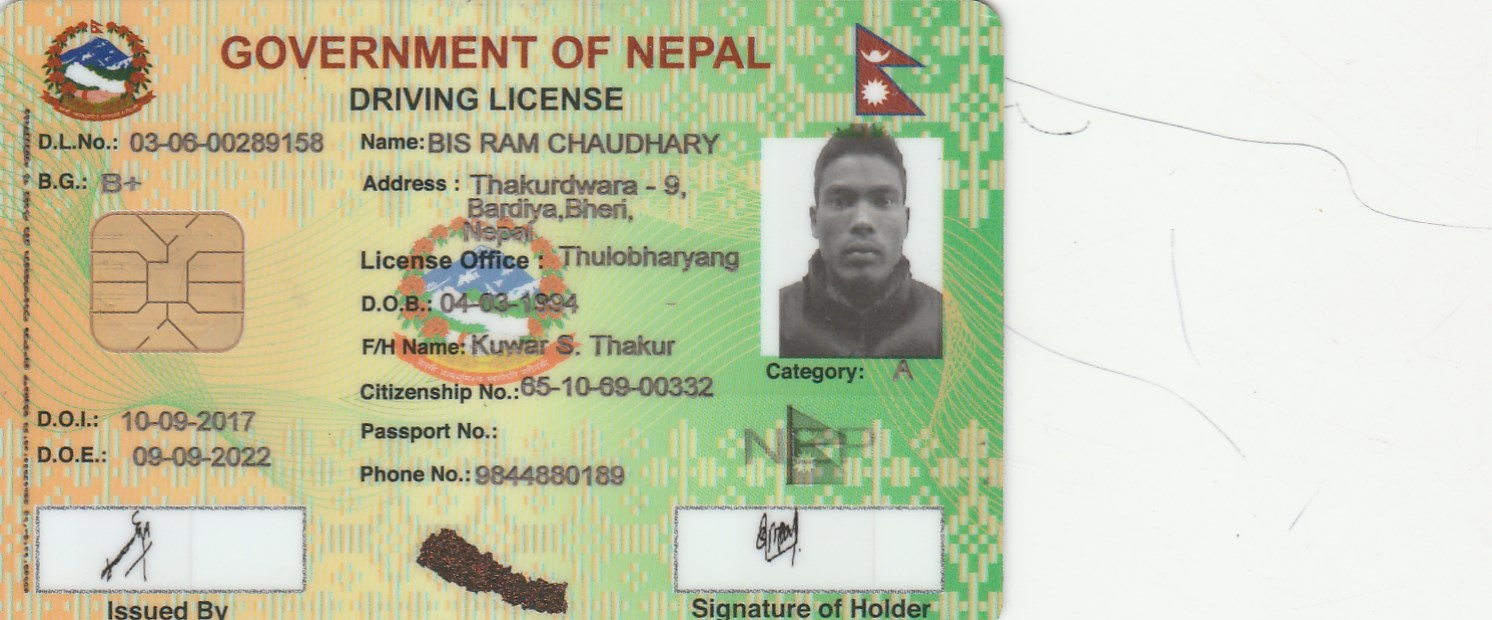 GOVERNMENT OF NEPAL
DRIVING LICENSE
D.L.No.: 03-06-00289158
Name: BIS RAM CHAUDHARY
B.G.: B+
Address : Thakurdwara - 9,
Bardiya,Bheri,
Nepal
License Office : Thulobharyang
D.O.B.: 04-03-1994
F/H Name: Kuwar S. Thakur
Category: A
Citizenship No.: 65-10-69-00332
D.O.I.: 10-09-2017
Passport No.:
D.O.E.: 09-09-2022
Phone No.: 9844880189
Issued By
Signature of Holder